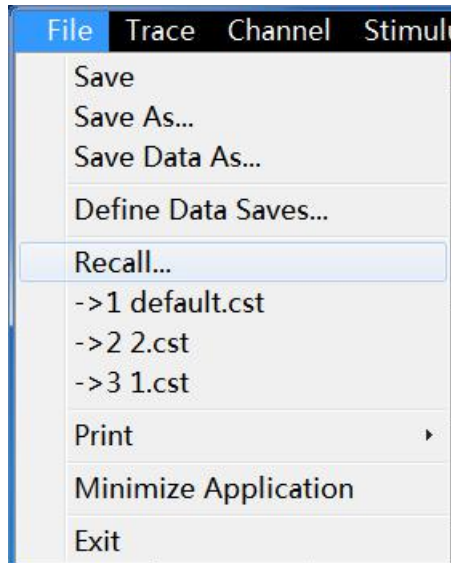 File Trace Channel Stimulu
Save
Save As...
Save Data As...
Define Data Saves...
Recall...
->1 default.cst
->2 2.cst
->3 1.cst
Print
Minimize Application
Exit